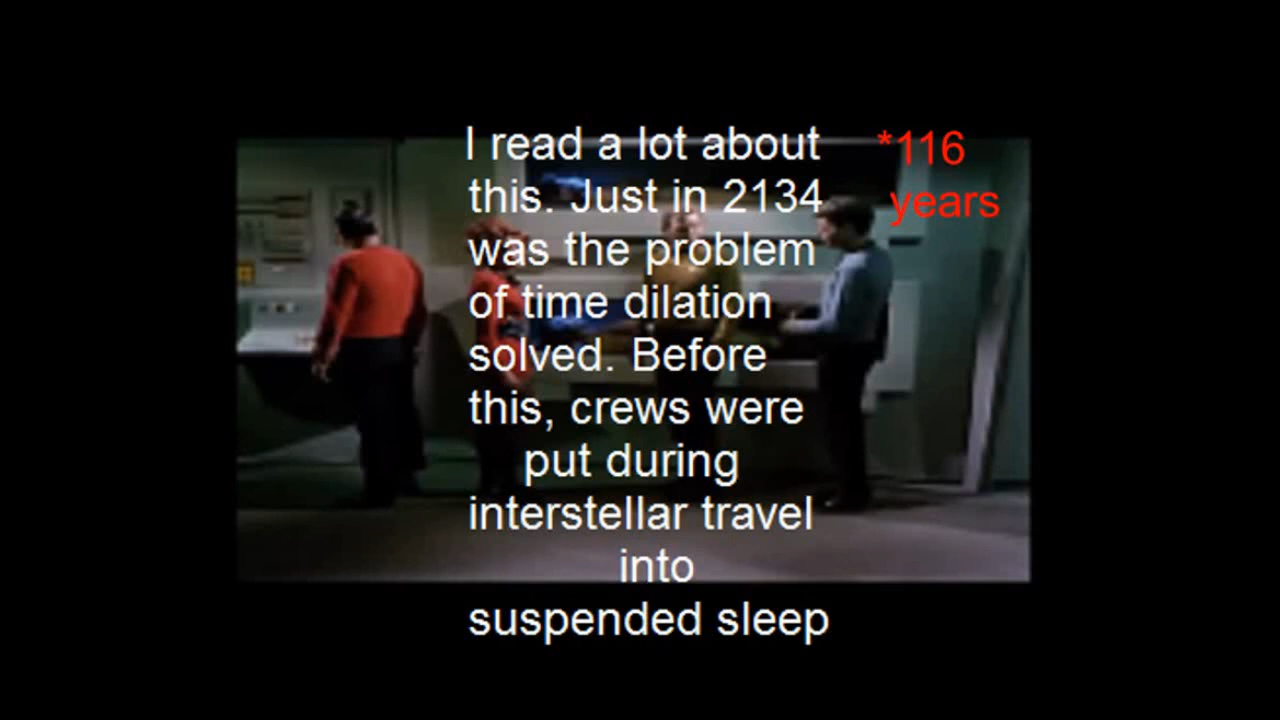 I read a lot about
this. Just in 2134
was the problem
of time dilation
solved. Before
this, crews were
put during
interstellar travel
into
suspended sleep
*116
years